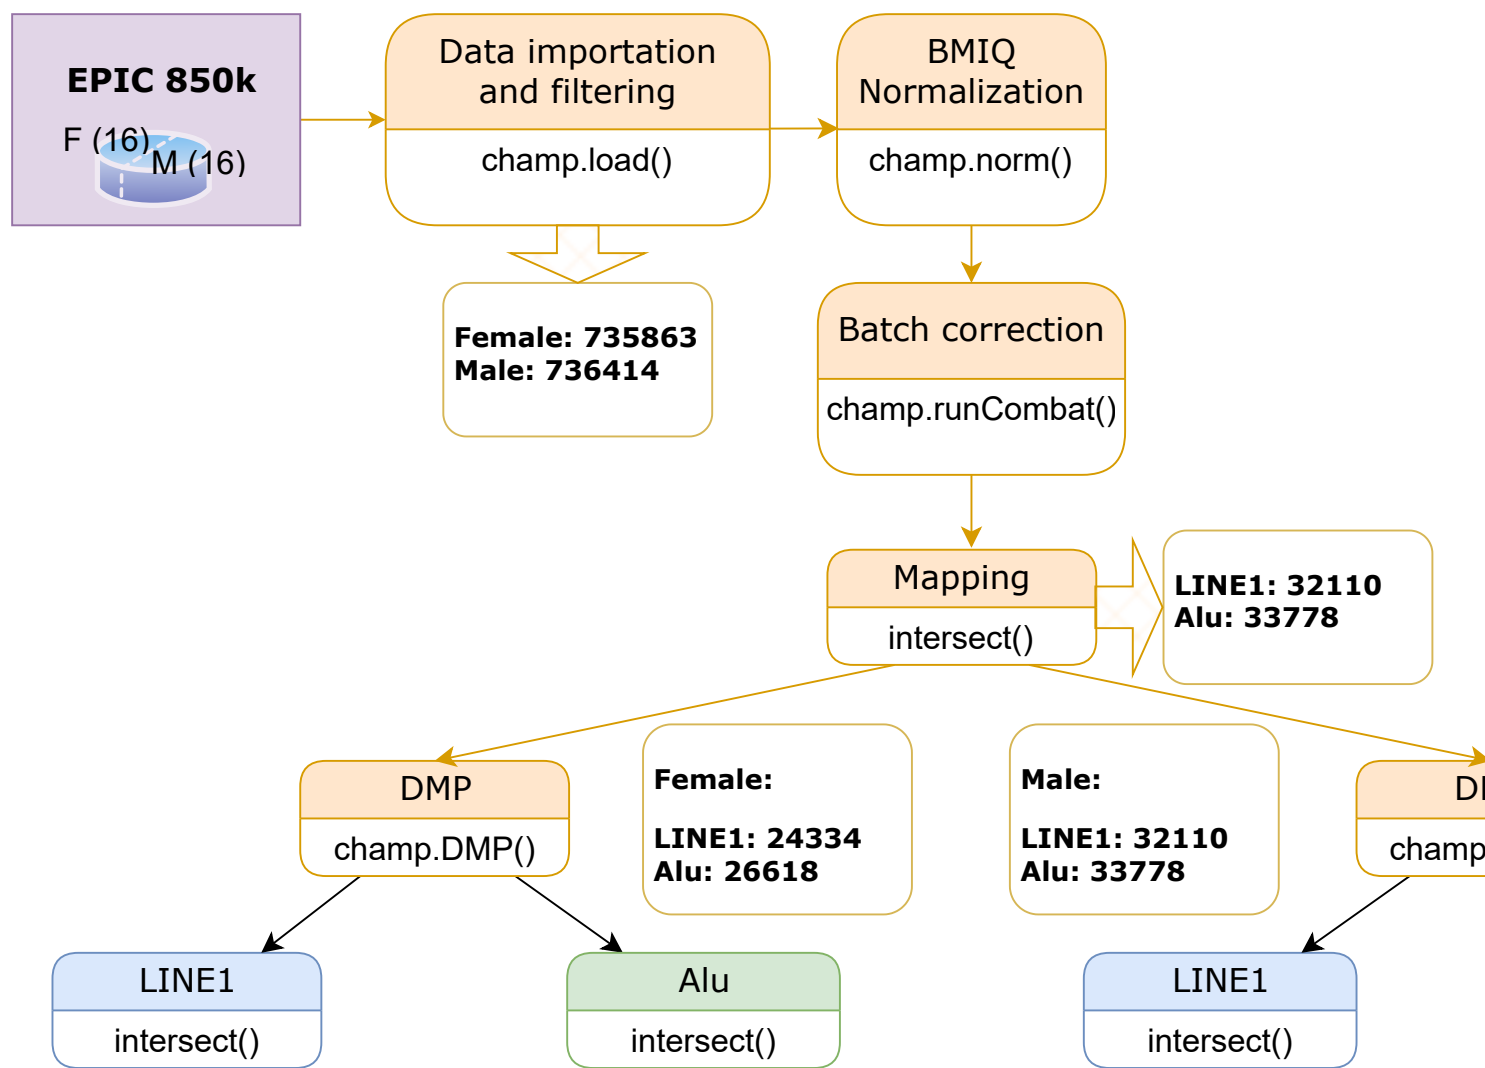 EPIC 850k
F (16)
M (16)
Data importation
and filtering
champ.load()
BMIQ
Normalization
champ.norm()
Female: 735863
Male: 736414
Batch correction
champ.runCombat()
Mapping
intersect()
LINE1: 32110
Alu: 33778
DMP
champ.DMP()
Female:
LINE1: 24334
Alu: 26618
Male:
LINE1: 32110
Alu: 33778
champ
LINE1
intersect()
Alu
intersect()
LINE1
intersect()